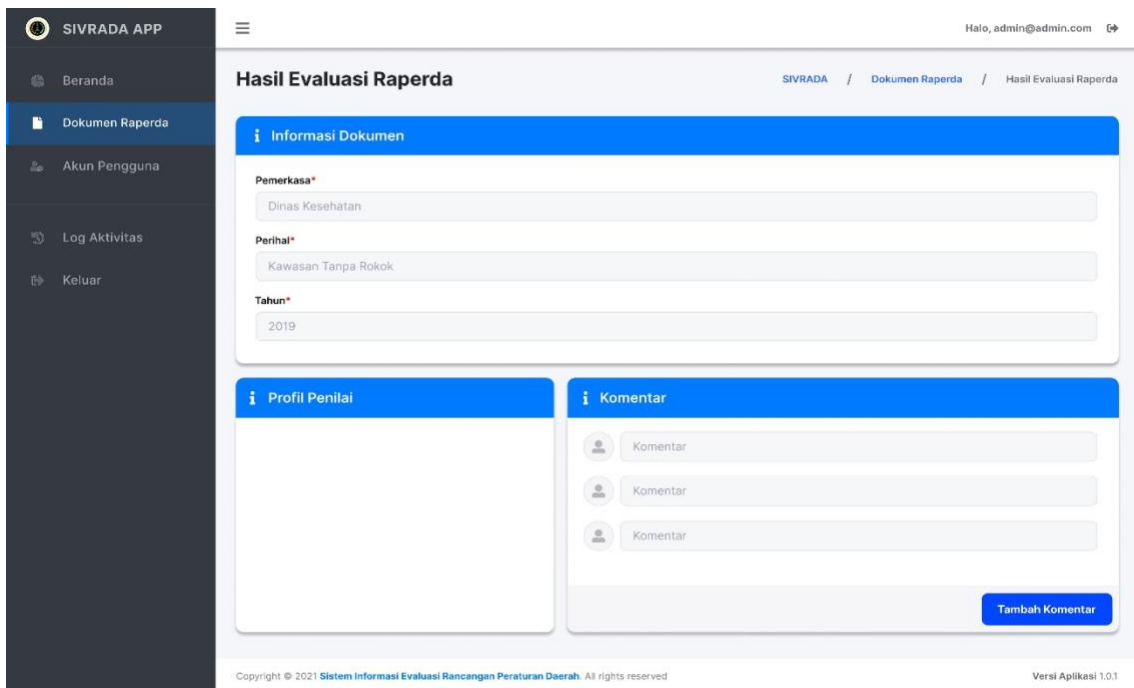 SIVRADA APP
Halo, admin@admin.com
Beranda
Dokumen Raperda
Akun Pengguna
Log Aktivitas
Keluar
Hasil Evaluasi Raperda
SIVRADA / Dokumen Raperda / Hasil Evaluasi Raperda
Informasi Dokumen
Pemerkasa*
Dinas Kesehatan
Perihal*
Kawasan Tanpa Rokok
Tahun*
2019
Profil Penilai
Komentar
Komentar
Komentar
Komentar
Tambah Komentar
Copyright © 2021 Sistem Informasi Evaluasi Rancangan Peraturan Daerah. All rights reserved
Versi Aplikasi 1.0.1